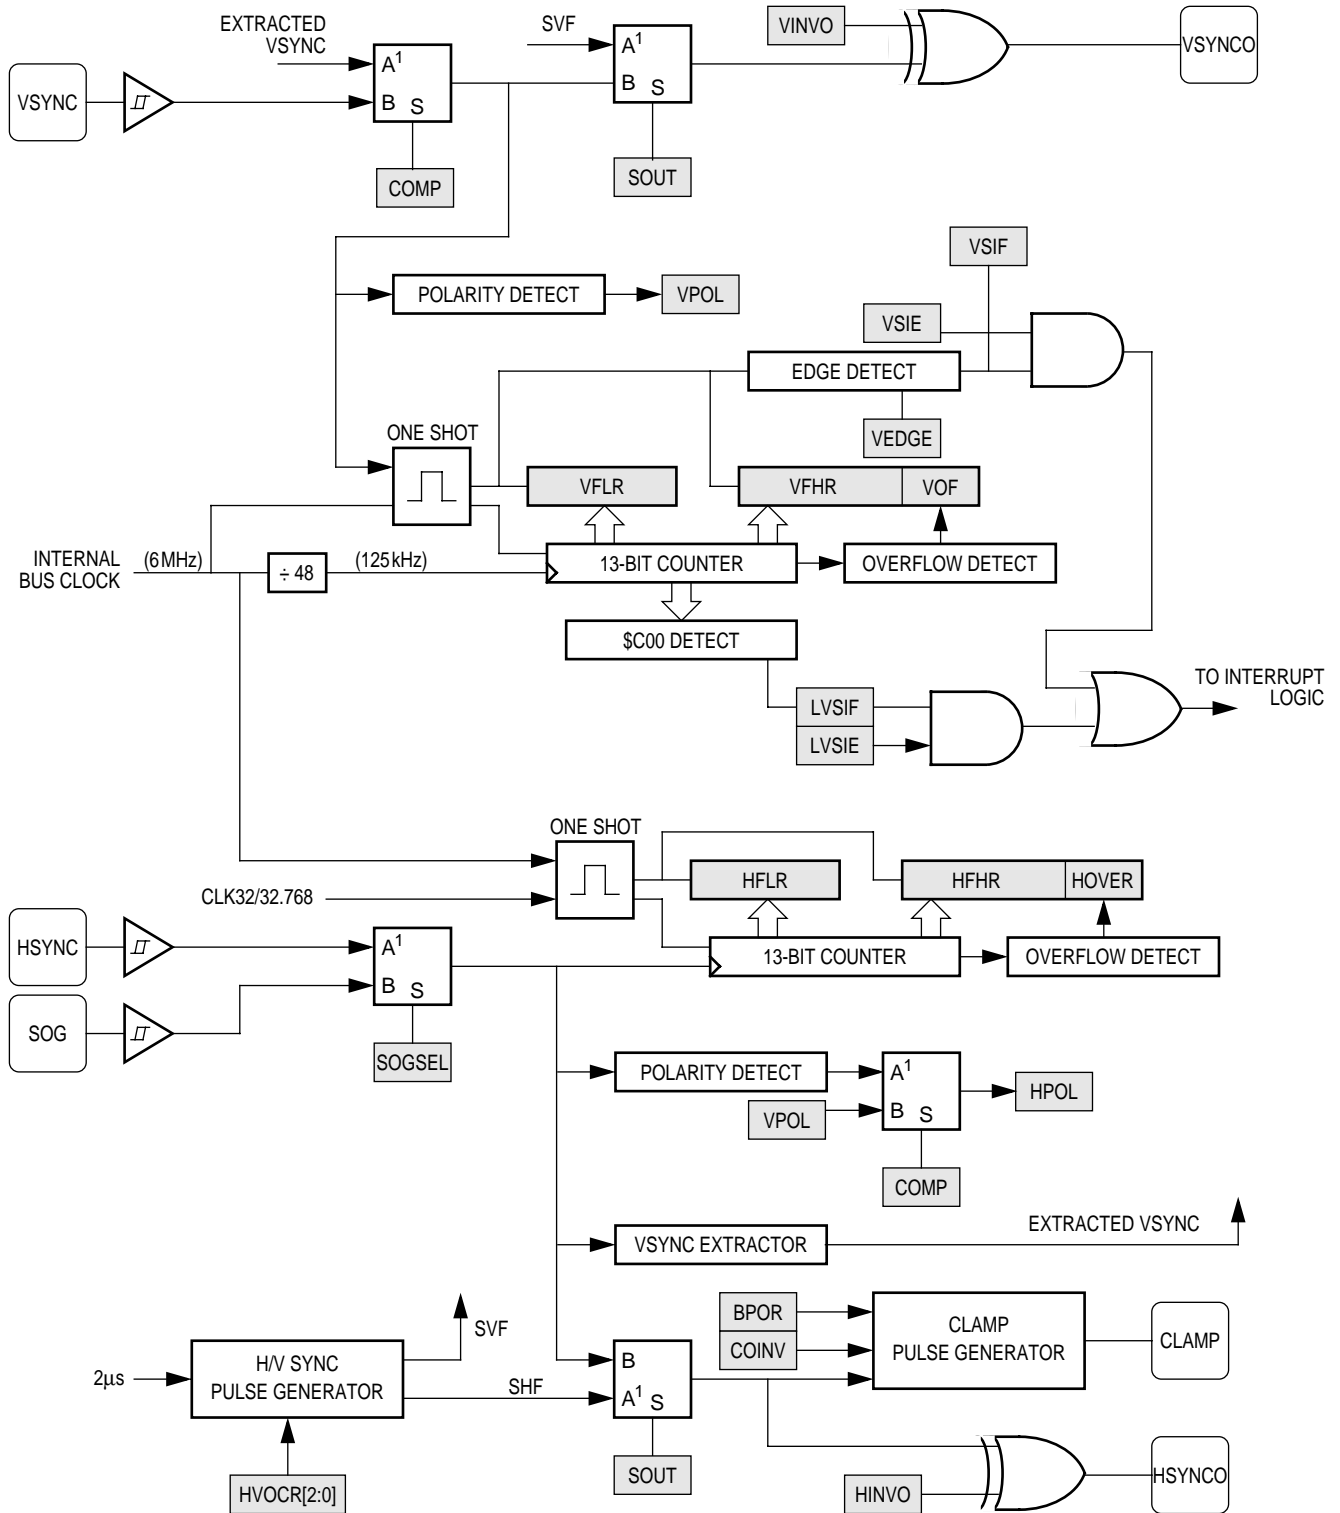 EXTRACTED
VSYNC
SVF
VINVO
VSYNCO
VSYNC
A1
B S
A1
B S
COMP
SOUT
VSIF
POLARITY DETECT
VPOL
VSIE
EDGE DETECT
VEDGE
ONE SHOT
VFLR
VFHR
VOF
INTERNAL
BUS CLOCK
(6MHz)
÷ 48
(125kHz)
13-BIT COUNTER
OVERFLOW DETECT
$C00 DETECT
LVSIF
LVSIE
TO INTERRUPT
LOGIC
ONE SHOT
HFLR
HFHR
HOVER
CLK32/32.768
HSYNC
A1
B S
13-BIT COUNTER
OVERFLOW DETECT
SOG
SOGSEL
POLARITY DETECT
A1
B S
HPOL
VPOL
COMP
VSYNC EXTRACTOR
EXTRACTED VSYNC
SVF
BPOR
COINV
CLAMP
PULSE GENERATOR
CLAMP
2µs
H/V SYNC
PULSE GENERATOR
SHF
B
A1 S
SOUT
HVOCR[2:0]
HINVO
HSYNCO